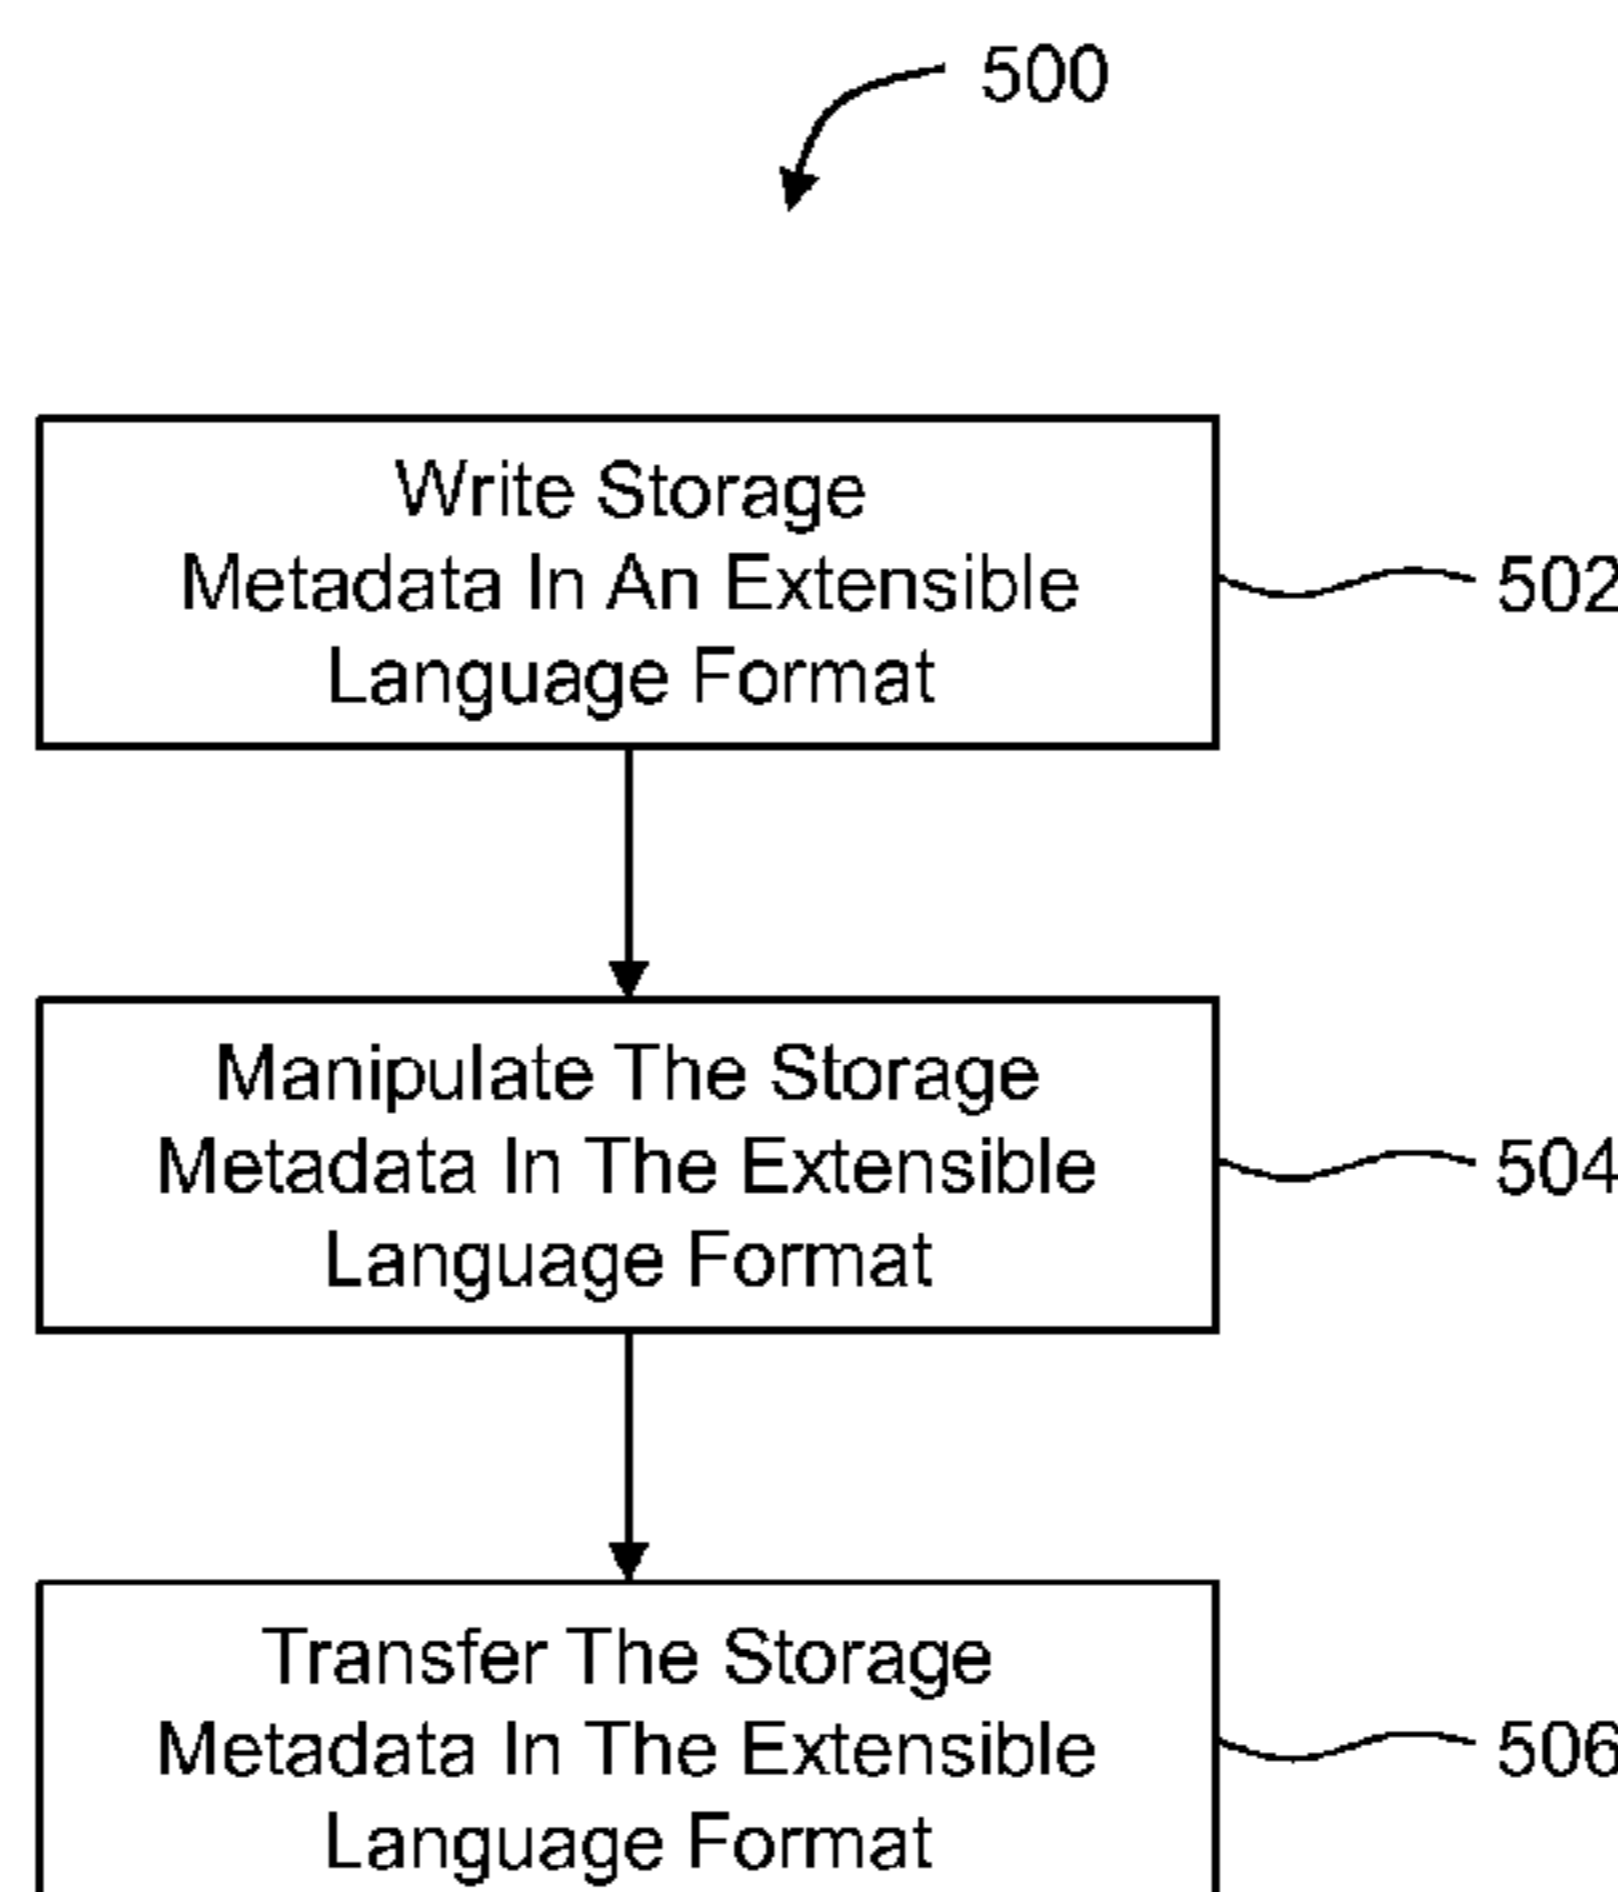 500
Write Storage
Metadata In An Extensible
Language Format
502
Manipulate The Storage
Metadata In The Extensible
Language Format
504
Transfer The Storage
Metadata In The Extensible
Language Format
506